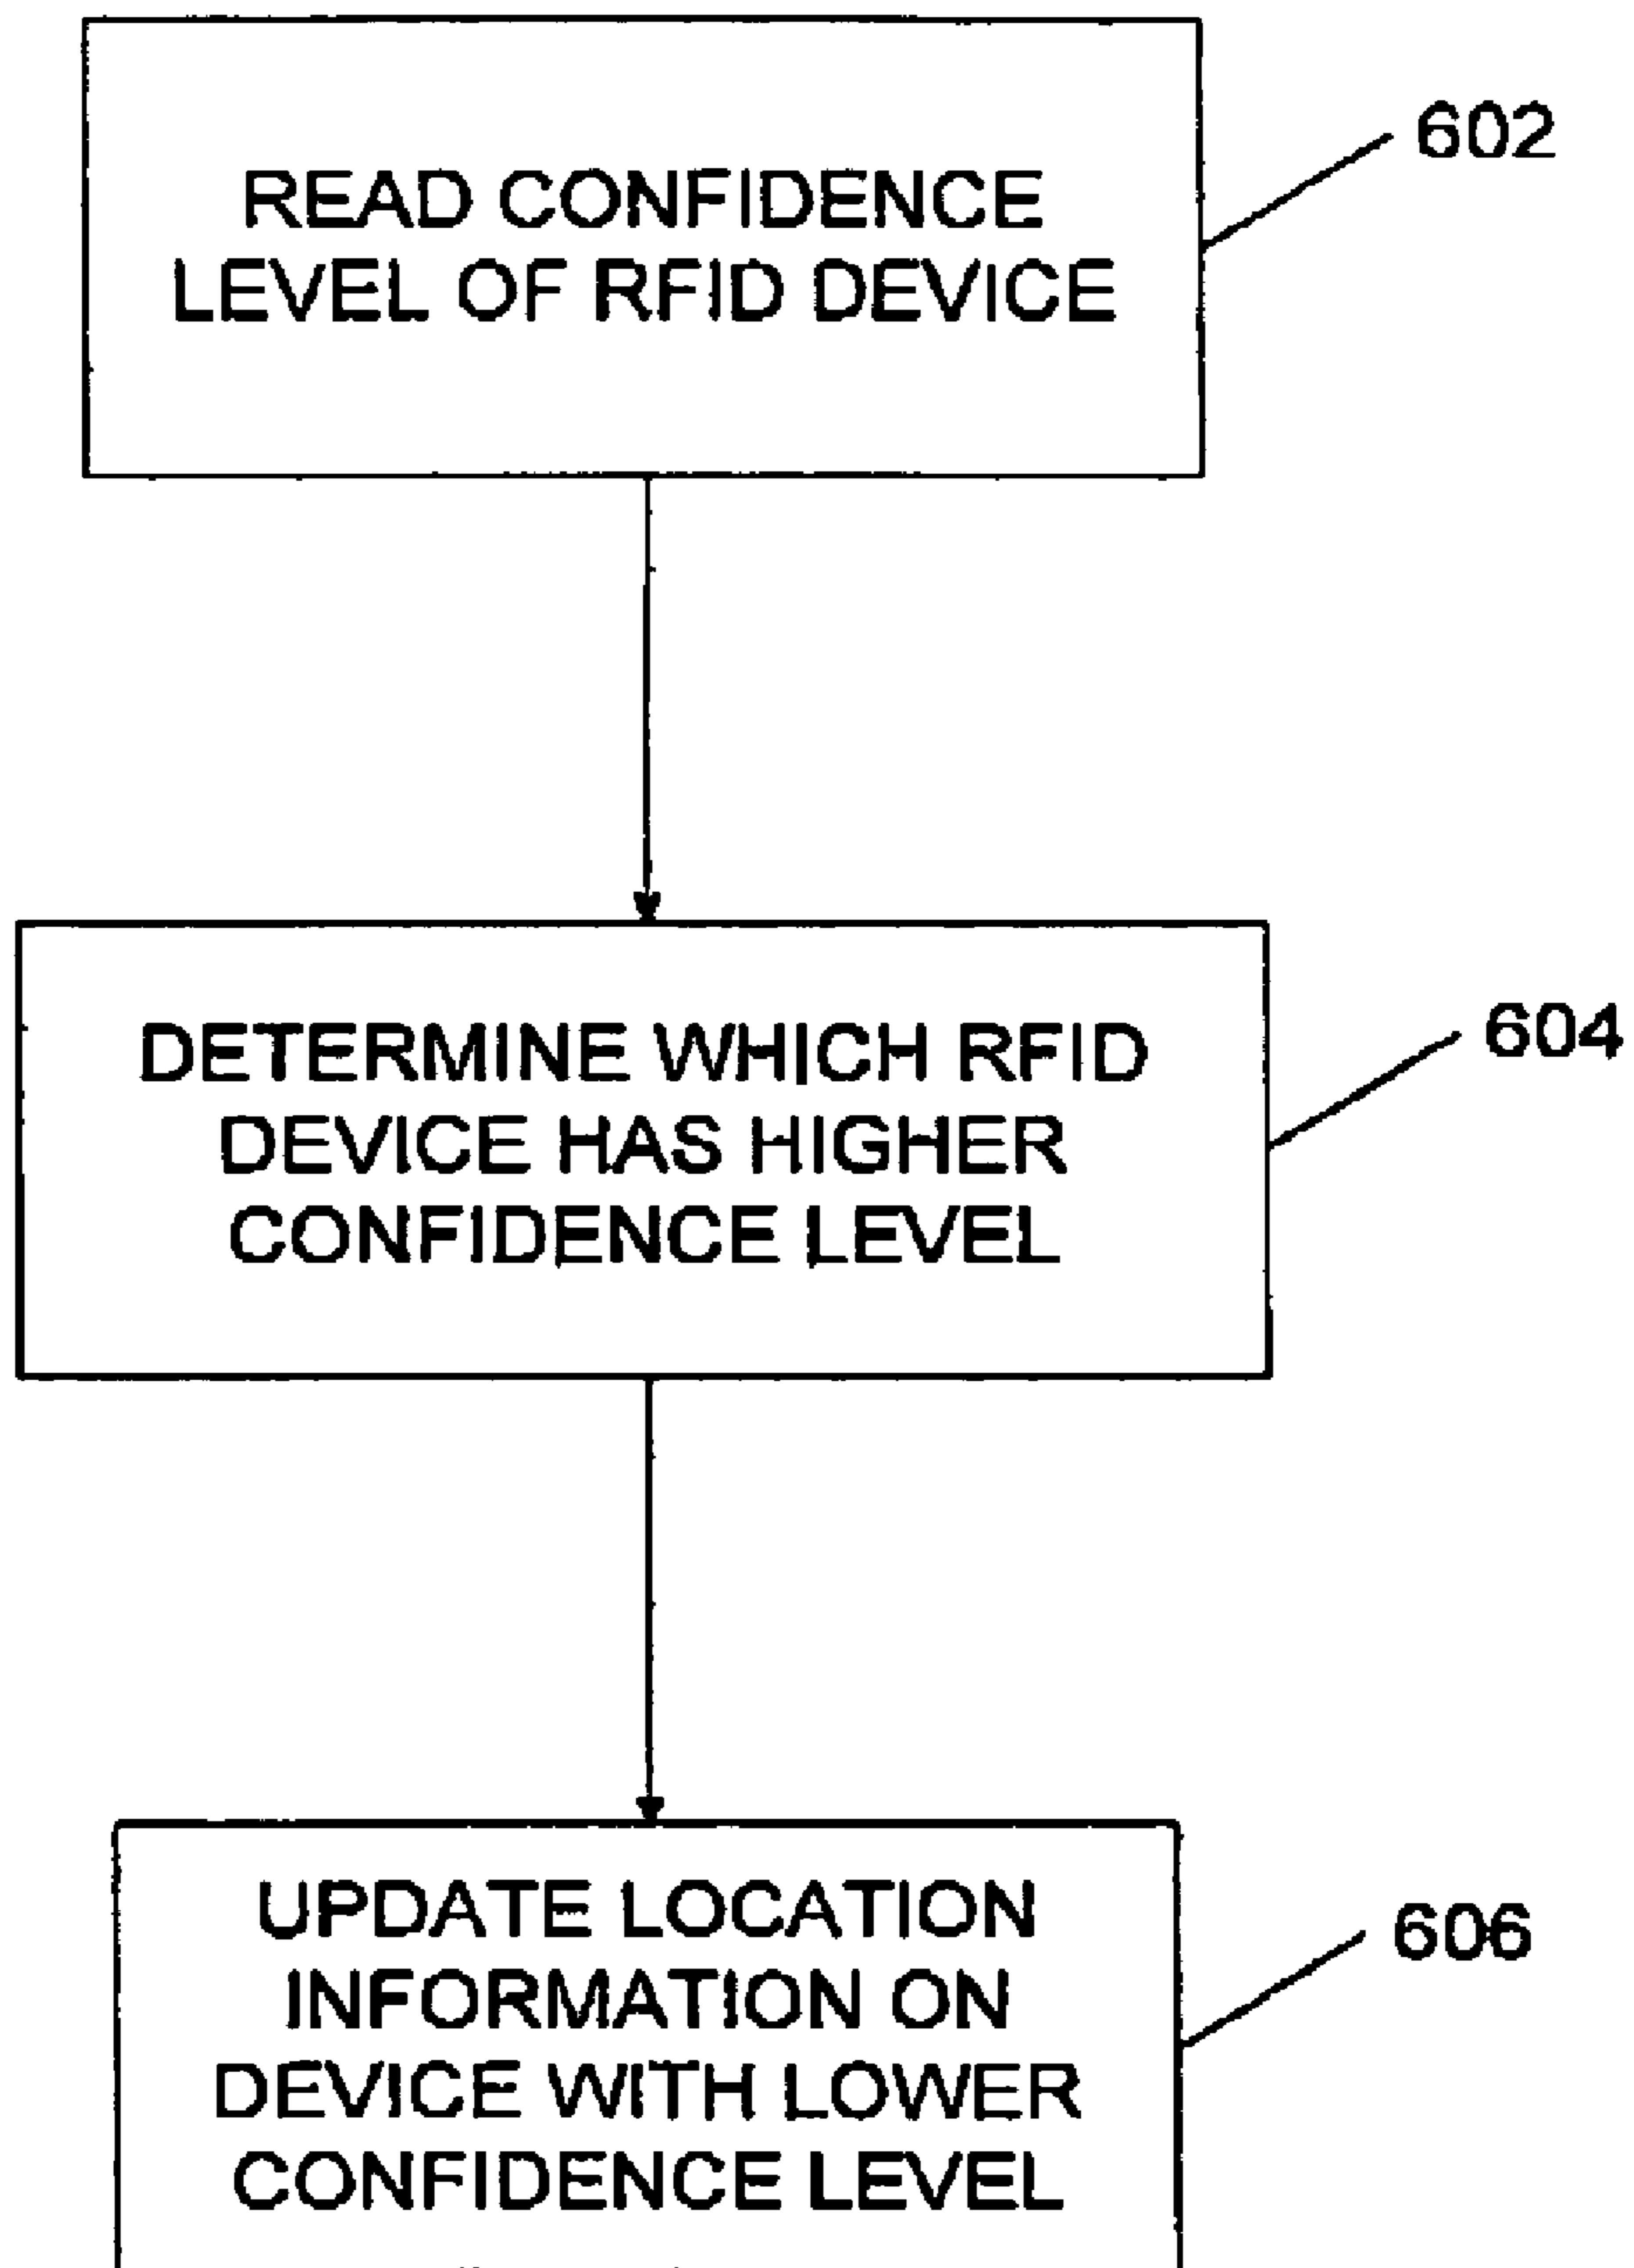 READ CONFIDENCE
LEVEL OF RFID DEVICE
602
DETERMINE WHICH RFID
DEVICE HAS HIGHER
CONFIDENCE LEVEL
604
UPDATE LOCATION
INFORMATION ON
DEVICE WITH LOWER
CONFIDENCE LEVEL
606